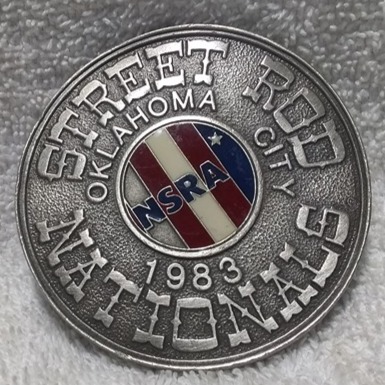 STREET ROD
OKLAHOMA CITY
NSRA
1983
NATIONALS